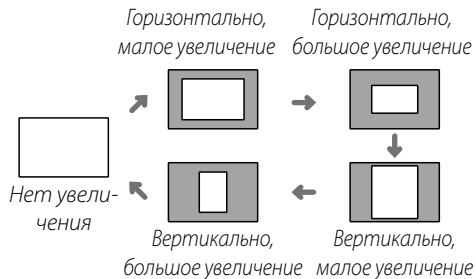 Горизонтально,
малое увеличение
Горизонтально,
большое увеличение
Нет увели-
чения
Вертикально,
большое увеличение
Вертикально,
малое увеличение